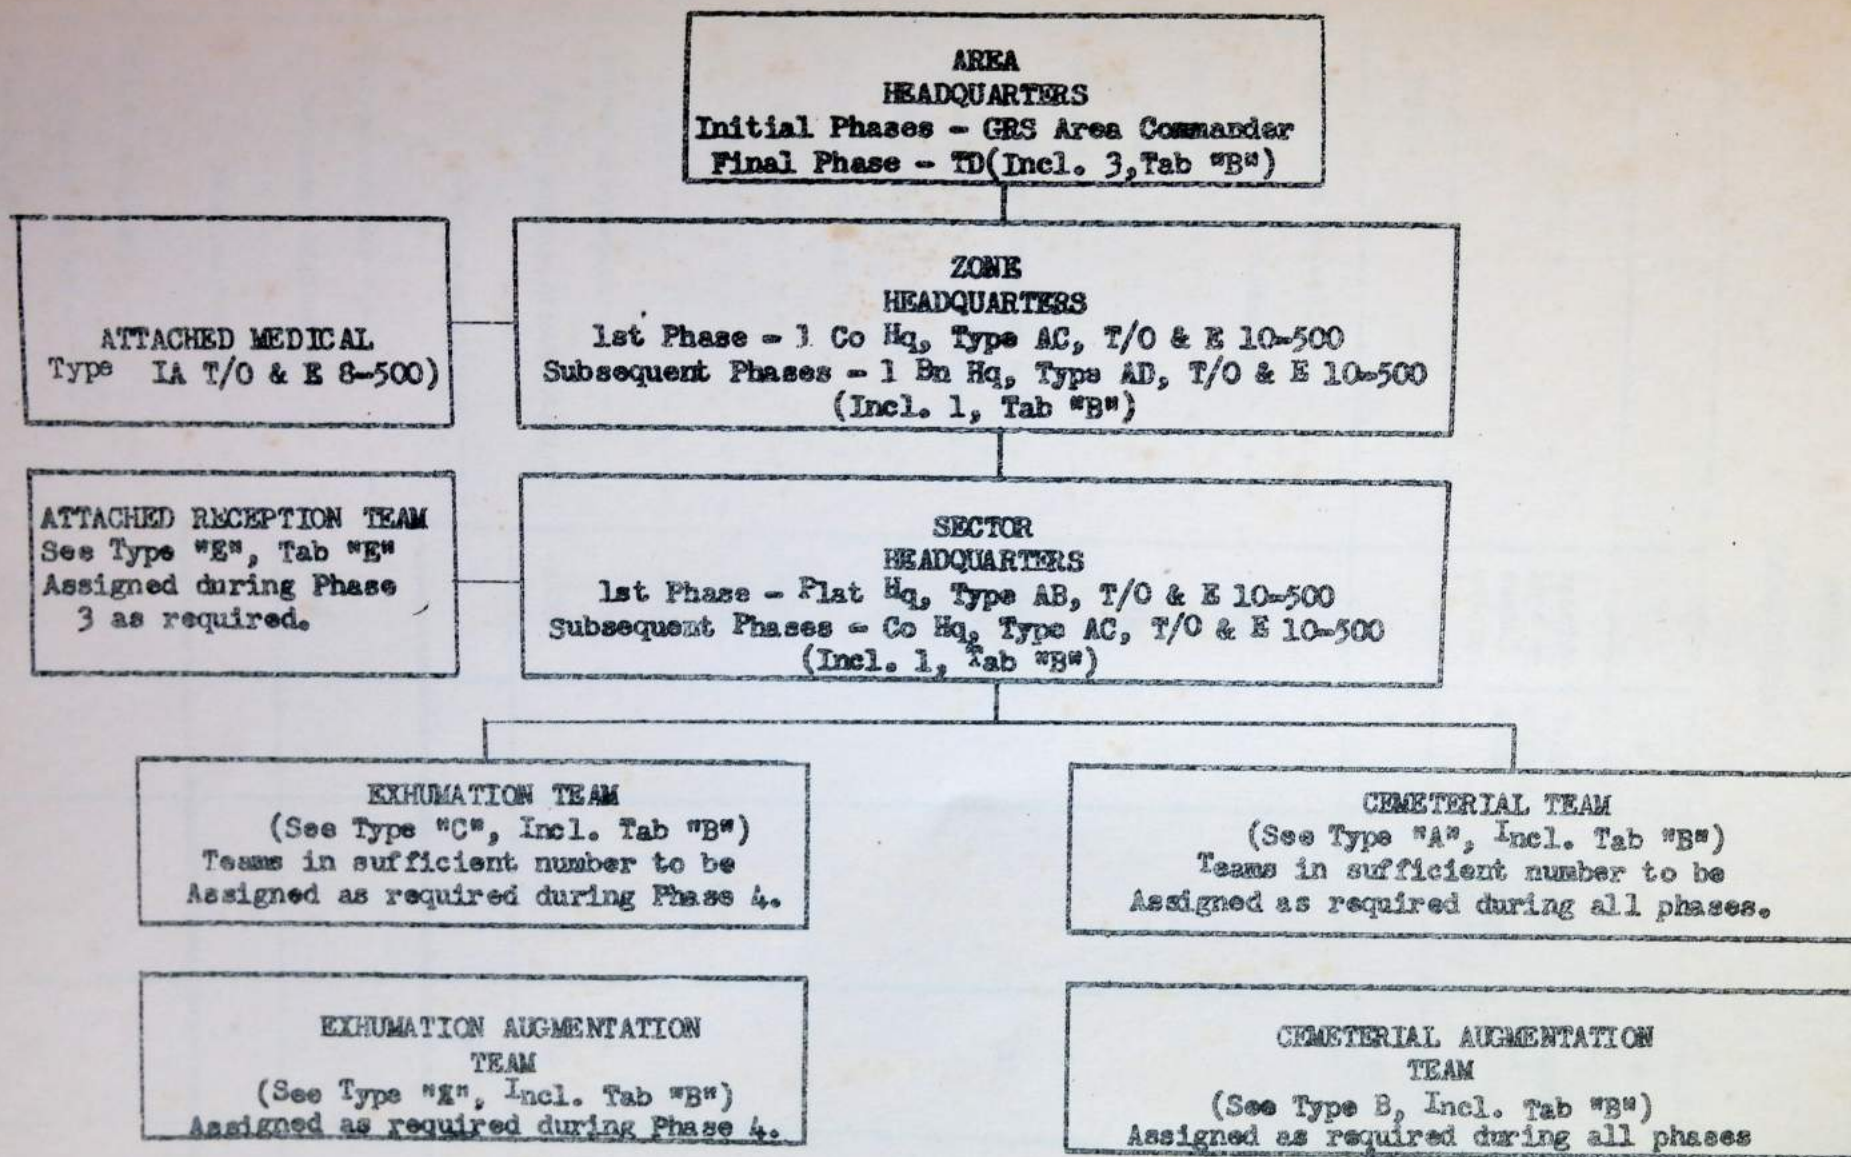 AREA
HEADQUARTERS
Initial Phases - GRS Area Commander
Final Phase - TD(Incl. 3,Tab "B")
ATTACHED MEDICAL
Type IA T/O & E 8-500)
ZONE
HEADQUARTERS
1st Phase - 1 Co Hq, Type AC, T/O & E 10-500
Subsequent Phases - 1 Bn Hq, Type AD, T/O & E 10-500
(Incl. 1, Tab "B")
ATTACHED RECEPTION TEAM
See Type "E", Tab "E"
Assigned during Phase
3 as required.
SECTOR
HEADQUARTERS
1st Phase - Plat Hq, Type AB, T/O & E 10-500
Subsequent Phases - Co Hq, Type AC, T/O & E 10-500
(Incl. 1, Tab "B")
EXHUMATION TEAM
(See Type "C", Incl. Tab "B")
Teams in sufficient number to be
Assigned as required during Phase 4.
CEMETERIAL TEAM
(See Type "A", Incl. Tab "B")
Teams in sufficient number to be
Assigned as required during all phases.
EXHUMATION AUGMENTATION
TEAM
(See Type Incl. Tab "B")
Assigned as required during Phase 4.
CEMETERIAL AUGMENTATION
TEAM
(See Type B, Incl. Tab "B")
Assigned as required during all phases